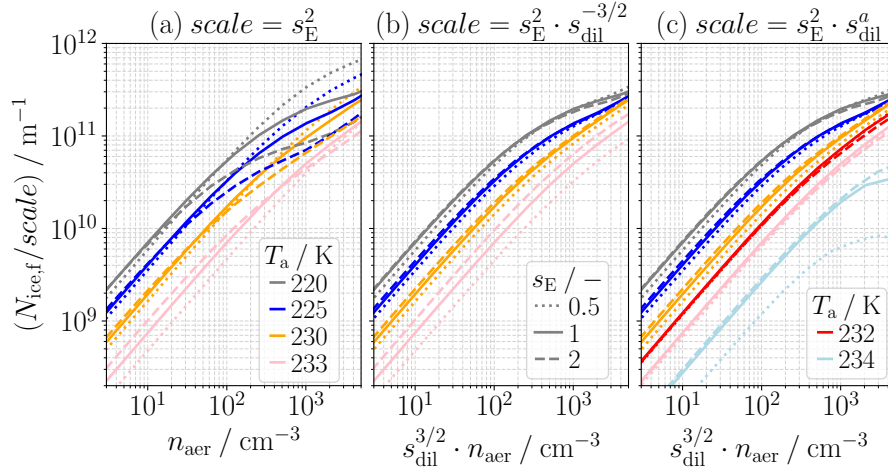 (a) scale = s_E^2
(b) scale = s_E^2 · s_dil^{-3/2}
(c) scale = s_E^2 · s_dil^a
(N_ice,f/scale) / m^−1
10^12
10^11
10^10
10^9
T_a / K
220
225
230
233
s_E / −
0.5
1
2
T_a / K
232
234
10^1 10^2 10^3
10^1 10^2 10^3
10^1 10^2 10^3
n_aer / cm^−3
s_dil^{3/2} · n_aer / cm^−3
s_dil^{3/2} · n_aer / cm^−3